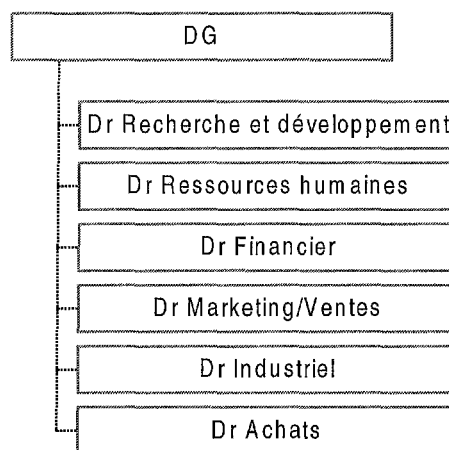 DG
Dr Recherche et développement
Dr Ressources humaines
Dr Financier
Dr Marketing/Ventes
Dr Industriel
Dr Achats